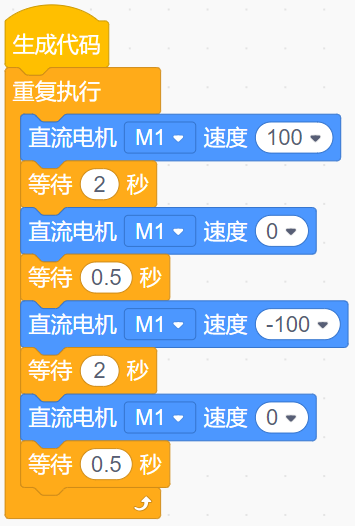 生成代码
重复执行
直流电机 M1 速度 100
等待 2 秒
直流电机 M1 速度 0
等待 0.5 秒
直流电机 M1 速度 -100
等待 2 秒
直流电机 M1 速度 0
等待 0.5 秒